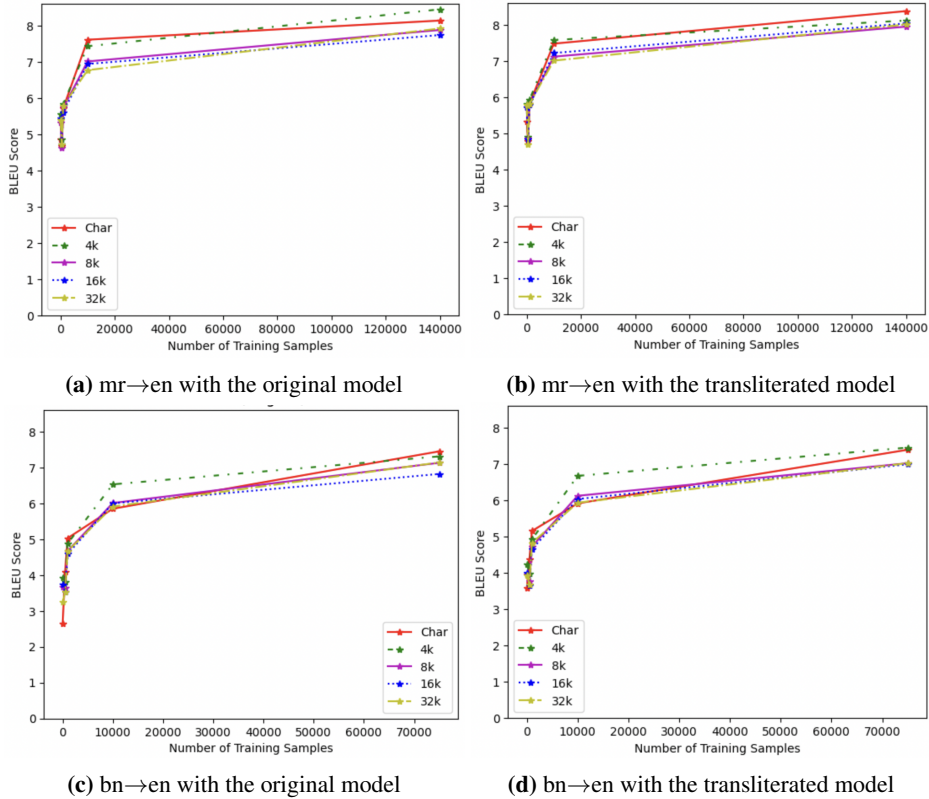 8
7
6
5
4
3
2
1
0
BLEU Score
Char
4k
8k
16k
32k
0 20000 40000 60000 80000 100000 120000 140000
Number of Training Samples
(a) mr→en with the original model
8
7
6
5
4
3
2
1
0
BLEU Score
Char
4k
8k
16k
32k
0 20000 40000 60000 80000 100000 120000 140000
Number of Training Samples
(b) mr→en with the transliterated model
8
7
6
5
4
3
2
1
0
BLEU Score
Char
4k
8k
16k
32k
0 10000 20000 30000 40000 50000 60000 70000
Number of Training Samples
(c) bn→en with the original model
8
7
6
5
4
3
2
1
0
BLEU Score
Char
4k
8k
16k
32k
0 10000 20000 30000 40000 50000 60000 70000
Number of Training Samples
(d) bn→en with the transliterated model